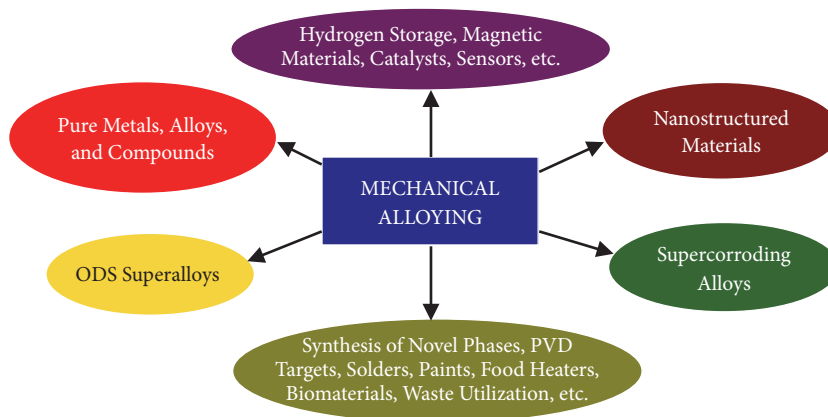 Hydrogen Storage, Magnetic
Materials, Catalysts, Sensors, etc.
Pure Metals, Alloys,
and Compounds
Nanostructured
Materials
MECHANICAL
ALLOYING
ODS Superalloys
Supercorroding
Alloys
Synthesis of Novel Phases, PVD
Targets, Solders, Paints, Food Heaters,
Biomaterials, Waste Utilization, etc.